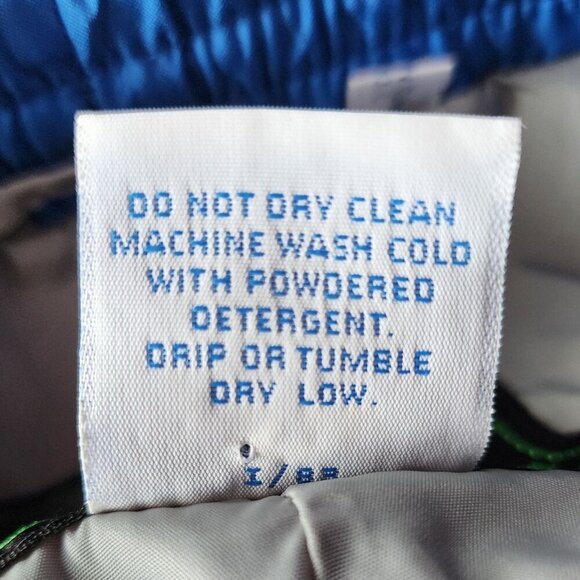 DO NOT DRY CLEAN
MACHINE WASH COLD
WITH POWDERED
DETERGENT.
DRIP OR TUMBLE
DRY LOW.